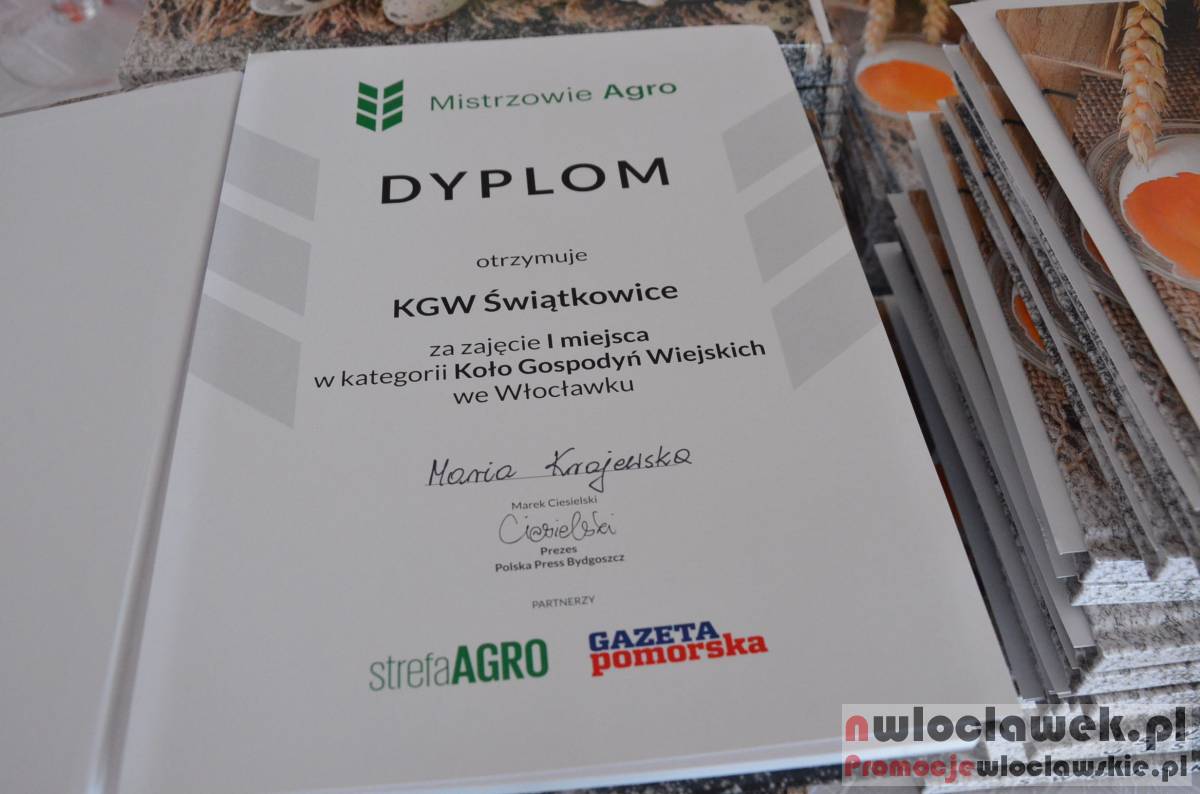 Mistrzowie Agro
DYPLOM
otrzymuje
KGW Świątkowice
za zajęcie I miejsca
w kategorii Koło Gospodyń Wiejskich
we Włocławku
Maria Krajewska
Marek Ciesielski
Ciesielski
Prezes
Polska Press Bydgoszcz
PARTNERZY
strefaAGRO
GAZETA
pomorska
nwloclawek.pl
Promocjewloclawskie.pl